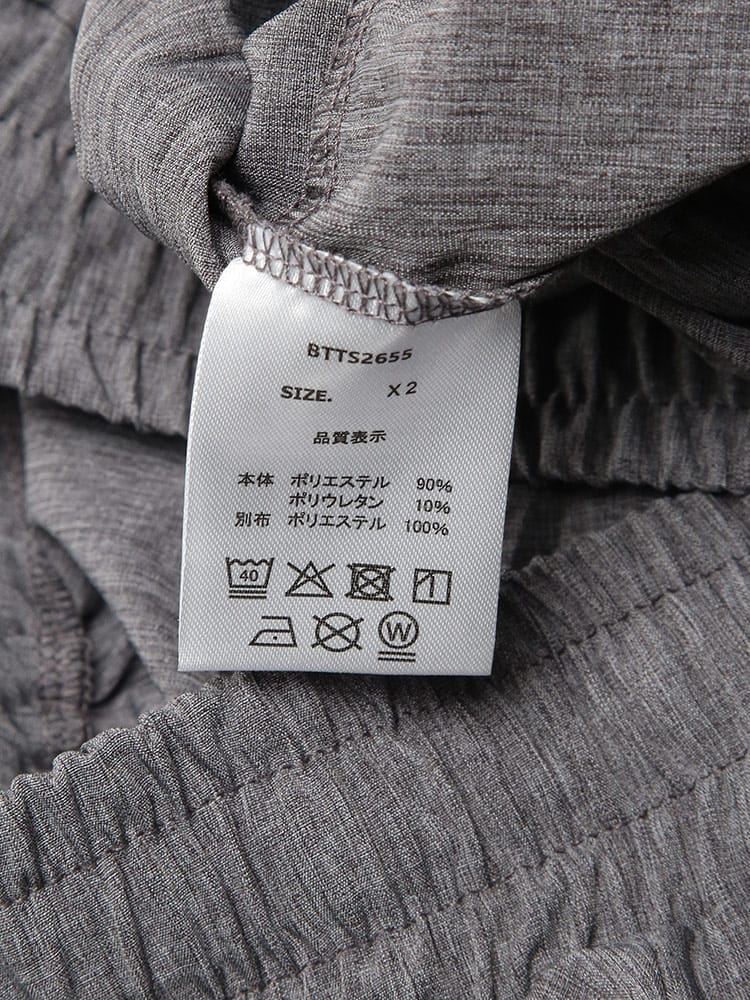 BTTS2655
SIZE. X2
品質表示
本体 ポリエステル 90%
ポリウレタン 10%
別布 ポリエステル 100%
40
W